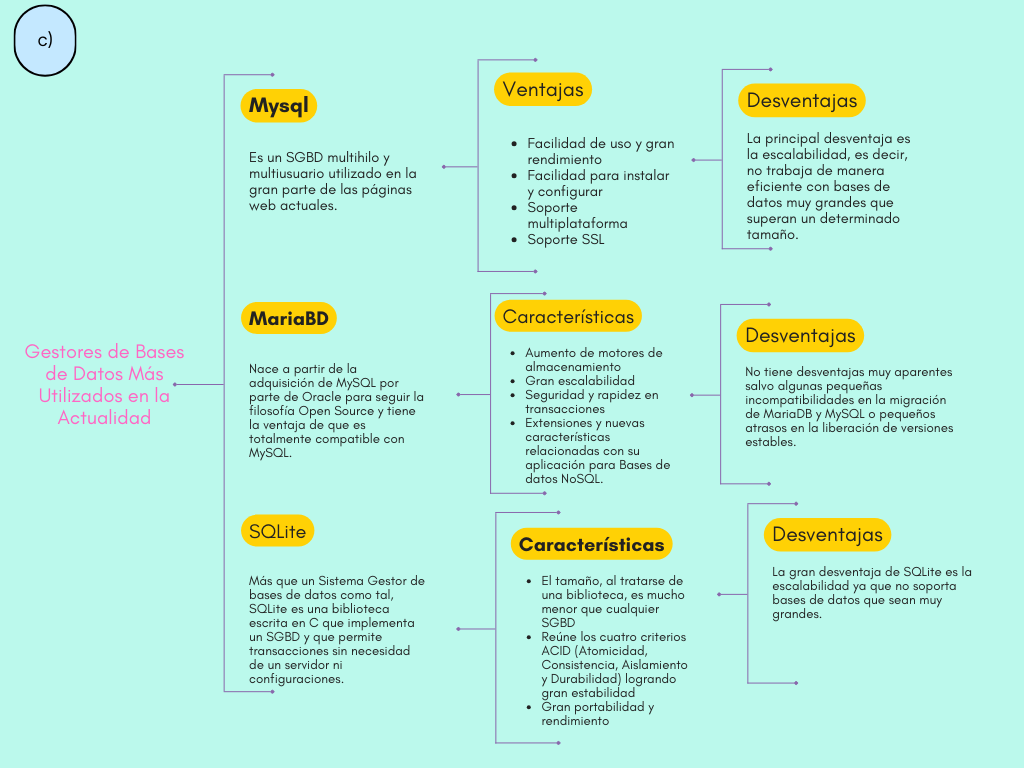 c)
Gestores de Bases
de Datos Más
Utilizados en la
Actualidad
Mysql
Es un SGBD multihilo y
multiusuario utilizado en la
gran parte de las páginas
web actuales.
Ventajas
• Facilidad de uso y gran
rendimiento
• Facilidad para instalar
y configurar
• Soporte
multiplataforma
• Soporte SSL
Desventajas
La principal desventaja es
la escalabilidad, es decir,
no trabaja de manera
eficiente con bases de
datos muy grandes que
superan un determinado
tamaño.
MariaBD
Nace a partir de la
adquisición de MySQL por
parte de Oracle para seguir la
filosofía Open Source y tiene
la ventaja de que es
totalmente compatible con
MySQL.
Características
• Aumento de motores de
almacenamiento
• Gran escalabilidad
• Seguridad y rapidez en
transacciones
• Extensiones y nuevas
características
relacionadas con su
aplicación para Bases de
datos NoSQL.
Desventajas
No tiene desventajas muy aparentes
salvo algunas pequeñas
incompatibilidades en la migración
de MariaDB y MySQL o pequeños
atrasos en la liberación de versiones
estables.
SQLite
Más que un Sistema Gestor de
bases de datos como tal,
SQLite es una biblioteca
escrita en C que implementa
un SGBD y que permite
transacciones sin necesidad
de un servidor ni
configuraciones.
Características
• El tamaño, al tratarse de
una biblioteca, es mucho
menor que cualquier
SGBD
• Reúne los cuatro criterios
ACID (Atomicidad,
Consistencia, Aislamiento
y Durabilidad) logrando
gran estabilidad
• Gran portabilidad y
rendimiento
Desventajas
La gran desventaja de SQLite es la
escalabilidad ya que no soporta
bases de datos que sean muy
grandes.